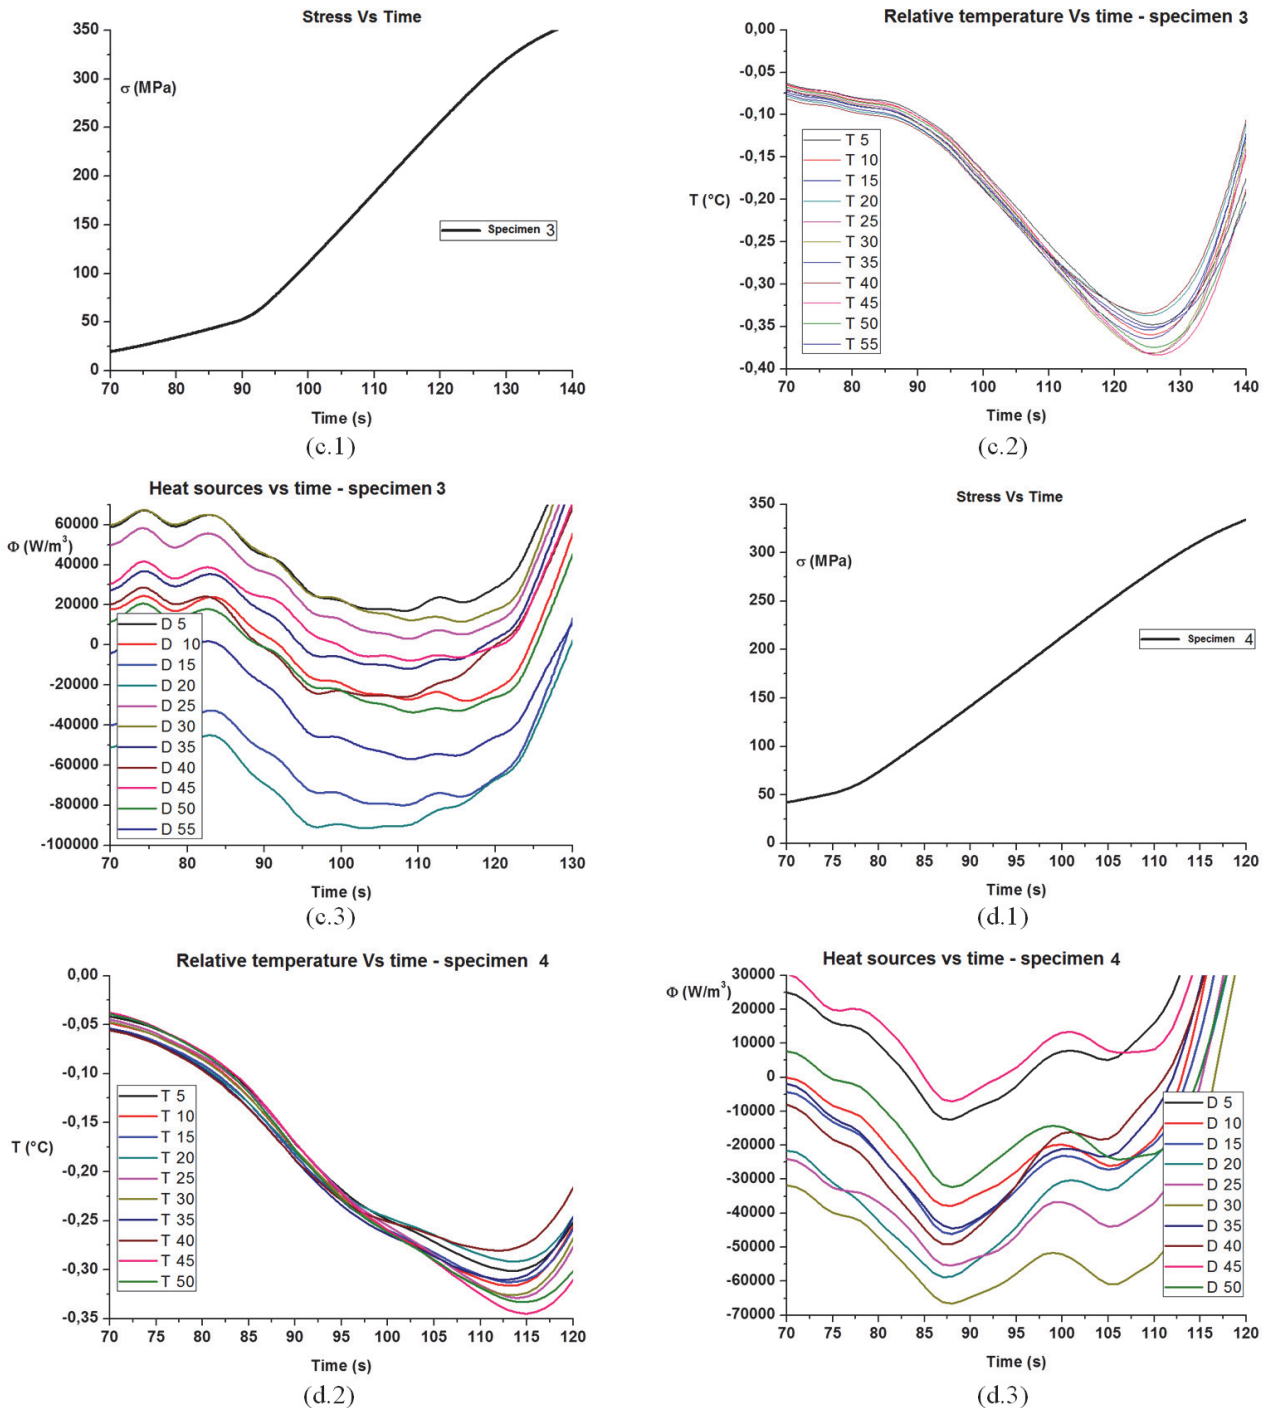 Stress Vs Time
350
300
250
200
150
100
50
0
σ (MPa)
Specimen 3
70 80 90 100 110 120 130 140
Time (s)
(c.1)
Relative temperature Vs time - specimen 3
0,00
-0,05
-0,10
-0,15
-0,20
-0,25
-0,30
-0,35
-0,40
T (°C)
T 5
T 10
T 15
T 20
T 25
T 30
T 35
T 40
T 45
T 50
T 55
70 80 90 100 110 120 130 140
Time (s)
(c.2)
Heat sources vs time - specimen 3
60000
40000
20000
0
-20000
-40000
-60000
-80000
-100000
Φ (W/m³)
D 5
D 10
D 15
D 20
D 25
D 30
D 35
D 40
D 45
D 50
D 55
70 80 90 100 110 120 130
Time (s)
(c.3)
Stress Vs Time
350
300
250
200
150
100
50
0
σ (MPa)
Specimen 4
70 75 80 85 90 95 100 105 110 115 120
Time (s)
(d.1)
Relative temperature Vs time - specimen 4
0,00
-0,05
-0,10
-0,15
-0,20
-0,25
-0,30
-0,35
T (°C)
T 5
T 10
T 15
T 20
T 25
T 30
T 35
T 40
T 45
T 50
70 75 80 85 90 95 100 105 110 115 120
Time (s)
(d.2)
Heat sources vs time - specimen 4
30000
20000
10000
0
-10000
-20000
-30000
-40000
-50000
-60000
-70000
Φ (W/m³)
D 5
D 10
D 15
D 20
D 25
D 30
D 35
D 40
D 45
D 50
70 75 80 85 90 95 100 105 110 115 120
Time (s)
(d.3)